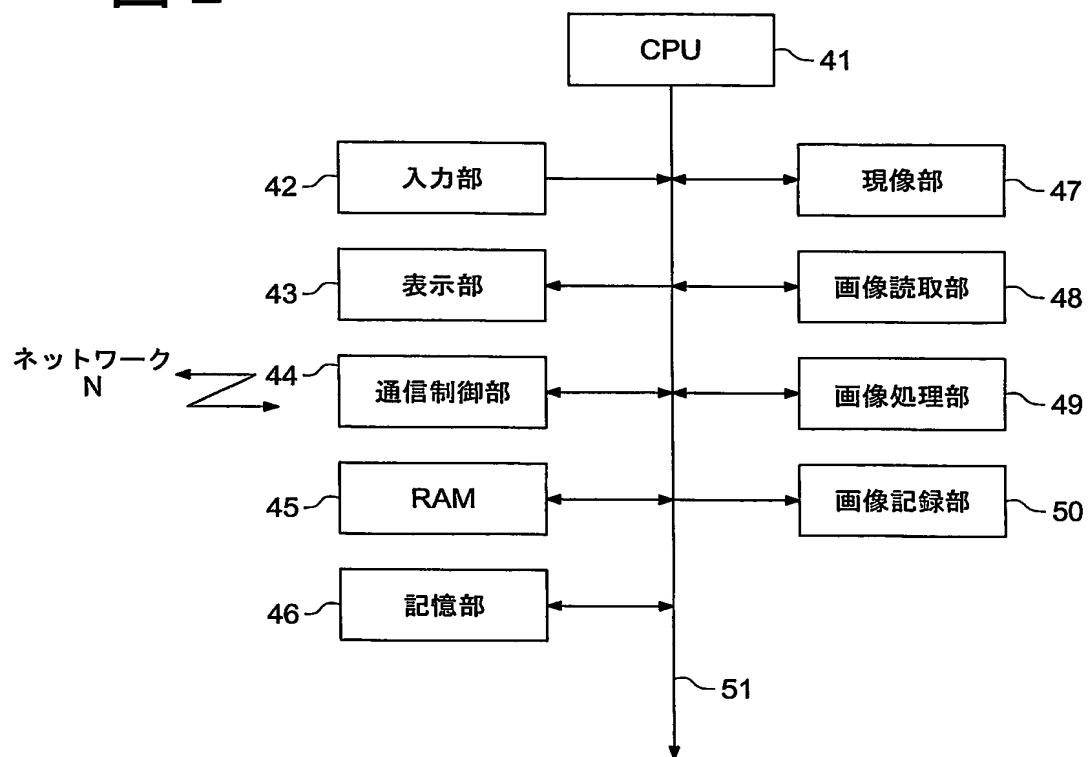 CPU
41
42
入力部
現像部
47
43
表示部
画像読取部
48
ネットワーク
N
44
通信制御部
画像処理部
49
45
RAM
画像記録部
50
46
記憶部
51